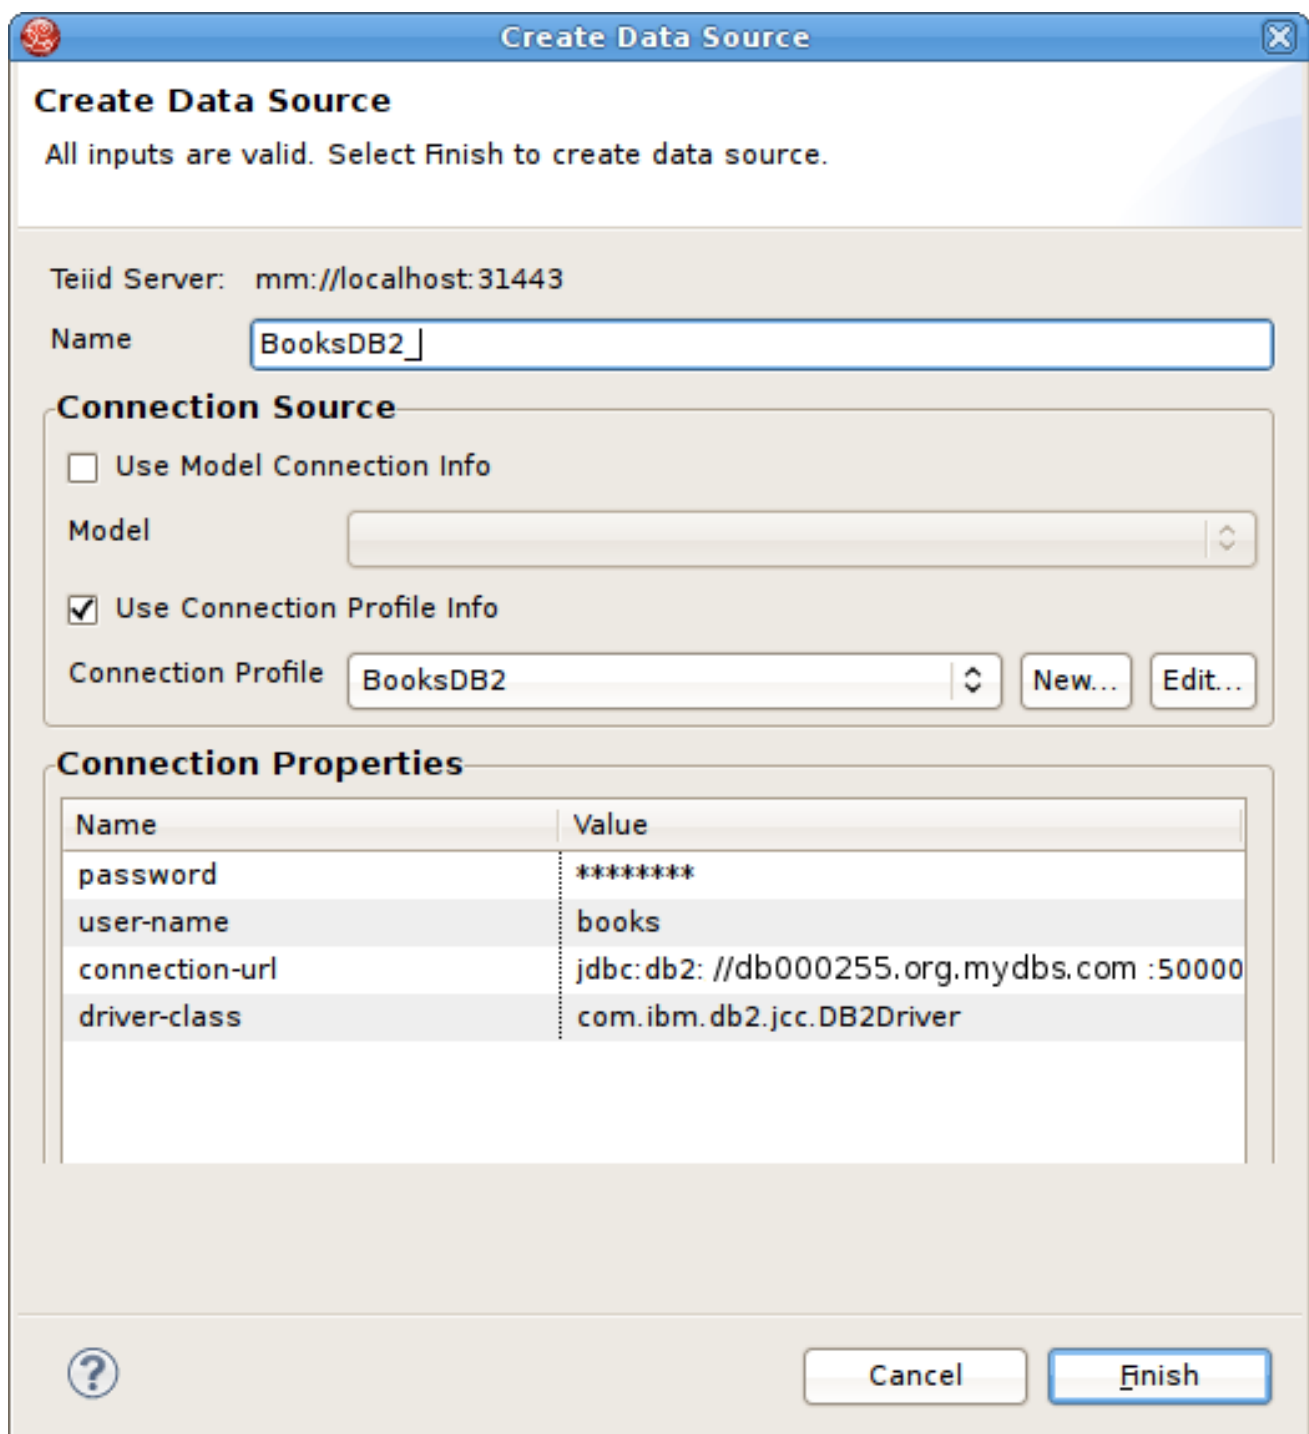 Create Data Source
Create Data Source
All inputs are valid. Select Finish to create data source.
Teiid Server: mm://localhost:31443
Name BooksDB2_
Connection Source
Use Model Connection Info
Model
Use Connection Profile Info
Connection Profile BooksDB2 New... Edit...
Connection Properties
Name Value
password ********
user-name books
connection-url jdbc:db2: //db000255.org.mydbs.com :50000
driver-class com.ibm.db2.jcc.DB2Driver
? Cancel Finish